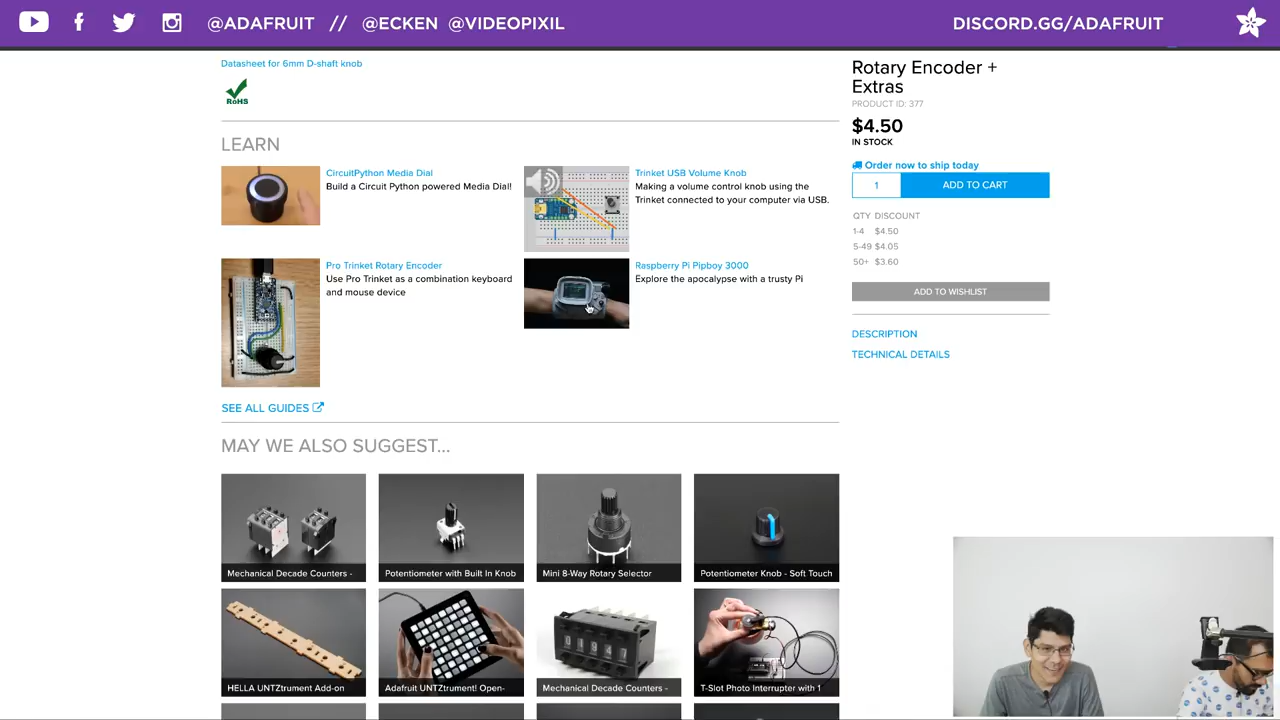 @ADAFRUIT // @ECKEN @VIDEOPIXIL
DISCORD.GG/ADAFRUIT
Datasheet for 6mm D-shaft knob
RoHS
Rotary Encoder +
Extras
PRODUCT ID: 377
$4.50
IN STOCK
Order now to ship today
1
ADD TO CART
QTY DISCOUNT
1-4 $4.50
5-49 $4.05
50+ $3.60
ADD TO WISHLIST
DESCRIPTION
TECHNICAL DETAILS
LEARN
CircuitPython Media Dial
Build a Circuit Python powered Media Dial!
Trinket USB Volume Knob
Making a volume control knob using the
Trinket connected to your computer via USB.
Pro Trinket Rotary Encoder
Use Pro Trinket as a combination keyboard
and mouse device
Raspberry Pi Pipboy 3000
Explore the apocalypse with a trusty Pi
SEE ALL GUIDES
MAY WE ALSO SUGGEST...
Mechanical Decade Counters -
Potentiometer with Built In Knob
Mini 8-Way Rotary Selector
Potentiometer Knob - Soft Touch
HELLA UNTZtrument Add-on
Adafruit UNTZtrument! Open-
Mechanical Decade Counters -
T-Slot Photo Interrupter with 1